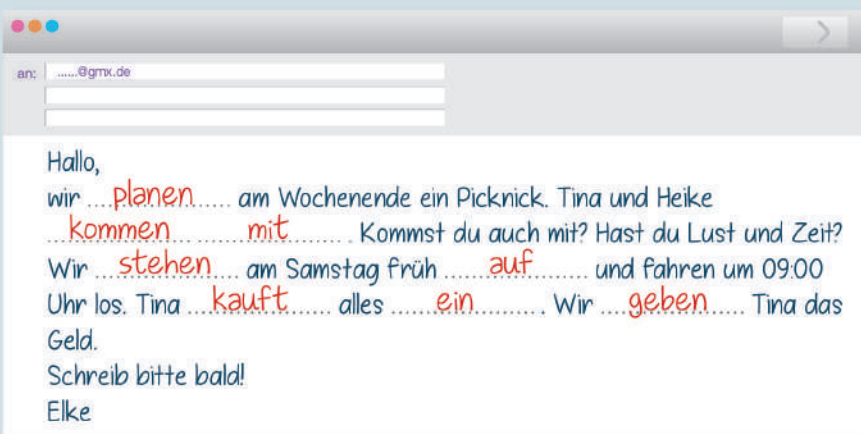 an: ......@gmx.de
Hallo,
wir ....planen...... am Wochenende ein Picknick. Tina und Heike
...kommen... ...mit... . Kommst du auch mit? Hast du Lust und Zeit?
Wir ...stehen.... am Samstag früh .......auf........ und fahren um 09:00
Uhr los. Tina ....kauft...... alles .......ein.......... . Wir ....geben..... Tina das
Geld.
Schreib bitte bald!
Elke